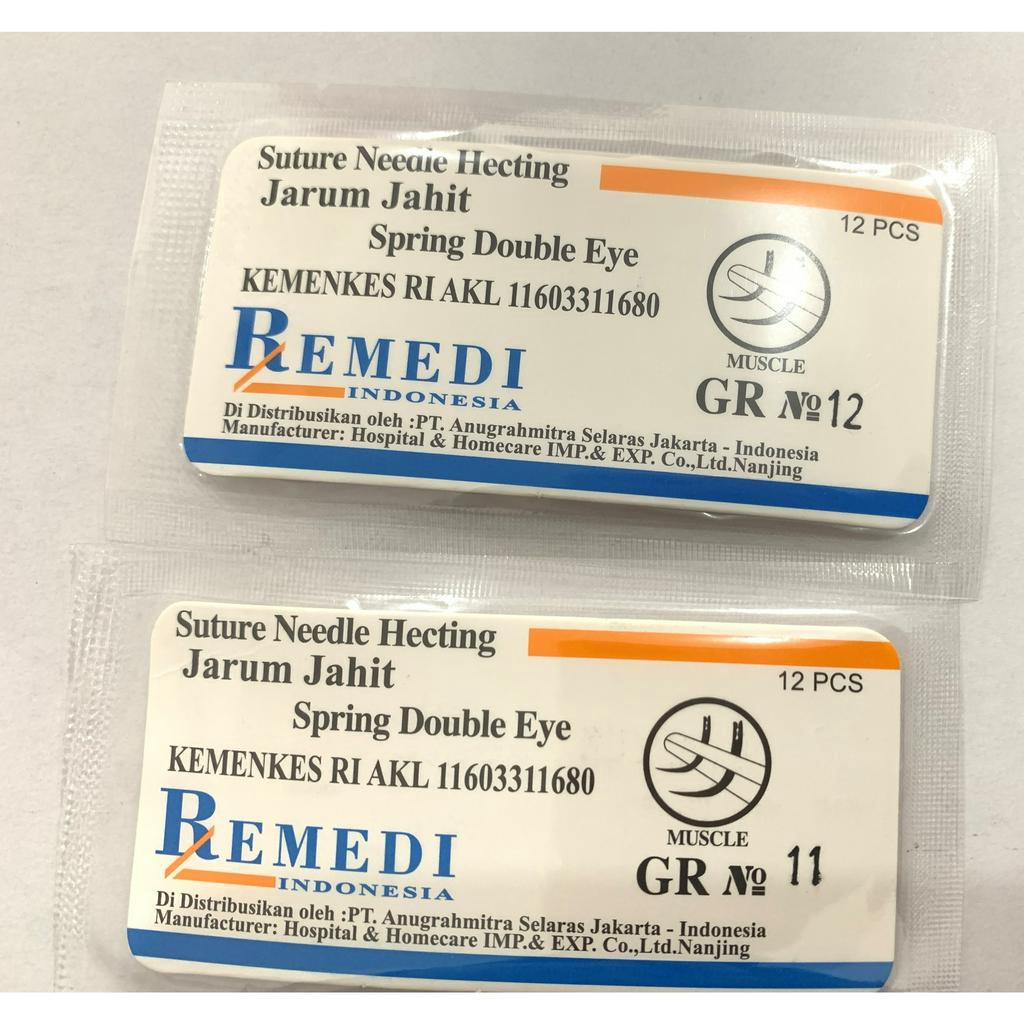 Suture Needle Hecting
Jarum Jahit
12 PCS
Spring Double Eye
KEMENKES RI AKL 11603311680
REMEDI
INDONESIA
MUSCLE
GR № 12
Di Distribusikan oleh :PT. Anugrahmitra Selaras Jakarta - Indonesia
Manufacturer: Hospital & Homecare IMP.& EXP. Co.,Ltd.Nanjing
Suture Needle Hecting
Jarum Jahit
12 PCS
Spring Double Eye
KEMENKES RI AKL 11603311680
REMEDI
INDONESIA
MUSCLE
GR № 11
Di Distribusikan oleh :PT. Anugrahmitra Selaras Jakarta - Indonesia
Manufacturer: Hospital & Homecare IMP.& EXP. Co.,Ltd.Nanjing